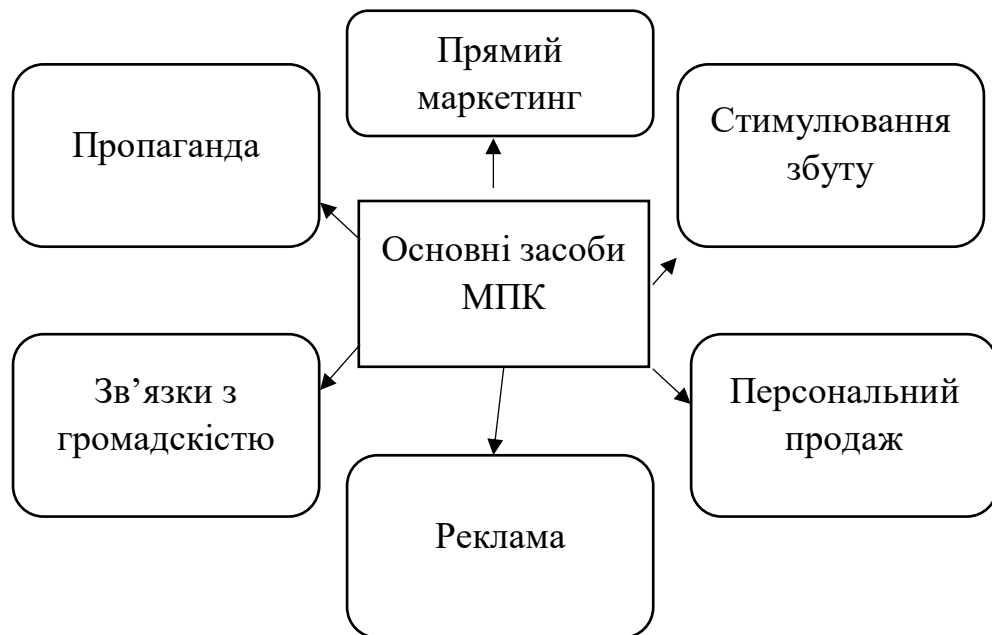 Прямий
маркетинг
Пропаганда
Стимулювання
збуту
Основні засоби
МПК
Зв’язки з
громадскістю
Персональний
продаж
Реклама